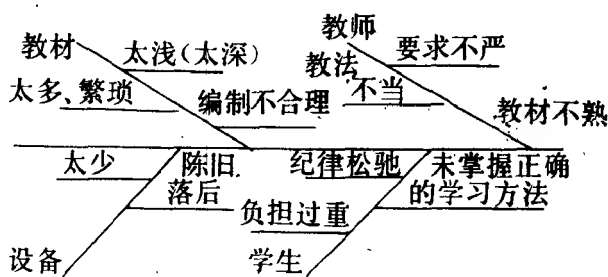 教材
太浅（太深）
太多、繁琐
编制不合理
教师
要求不严
教法
不当
教材不熟
太少
陈旧
落后
设备
纪律松驰
负担过重
学生
未掌握正确
的学习方法